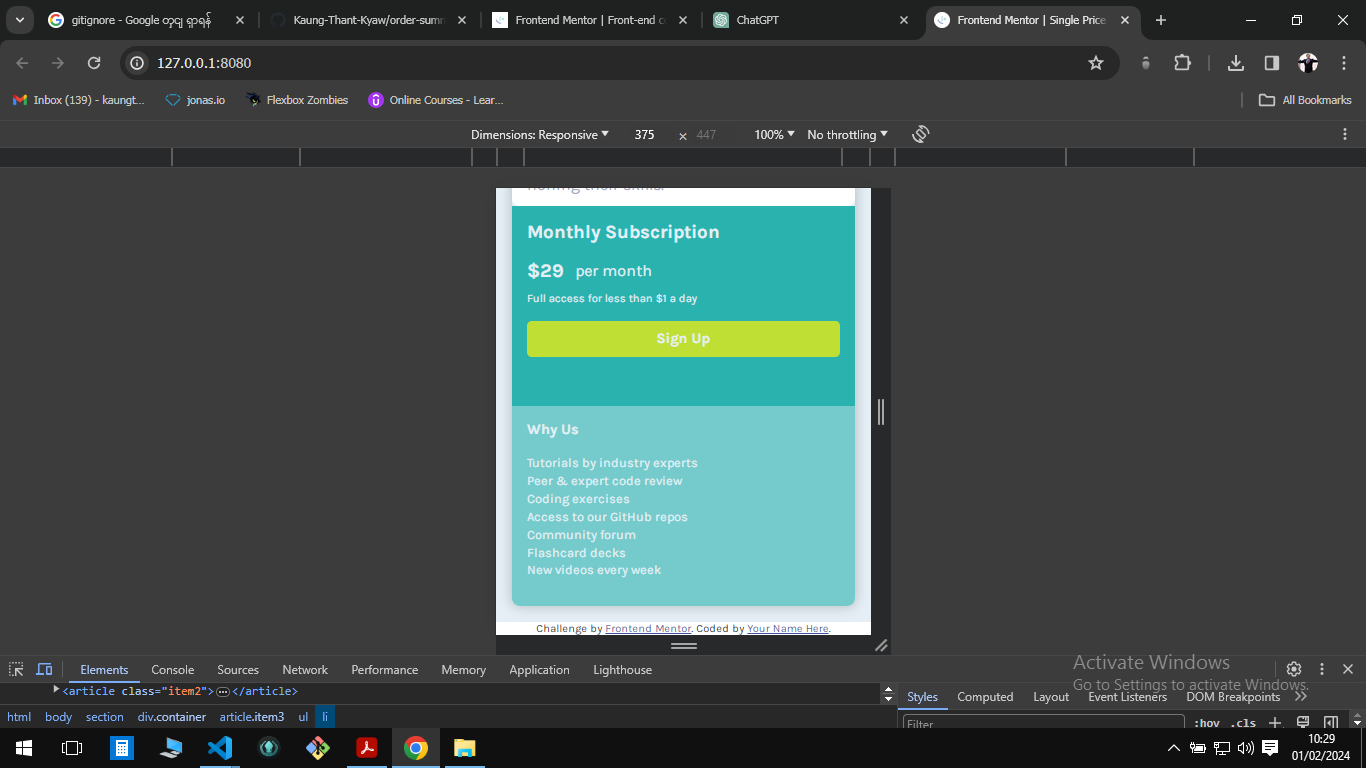 gitignore - Google တွင် ရှာရန်
Kaung-Thant-Kyaw/order-summ
Frontend Mentor | Front-end c
ChatGPT
Frontend Mentor | Single Price
127.0.0.1:8080
Inbox (139) - kaungt...
jonas.io
Flexbox Zombies
Online Courses - Lear...
All Bookmarks
Dimensions: Responsive 375 × 447 100% No throttling
honing their skills.
Monthly Subscription
$29 per month
Full access for less than $1 a day
Sign Up
Why Us
Tutorials by industry experts
Peer & expert code review
Coding exercises
Access to our GitHub repos
Community forum
Flashcard decks
New videos every week
Challenge by Frontend Mentor. Coded by Your Name Here.
Elements Console Sources Network Performance Memory Application Lighthouse
Activate Windows
Go to Settings to activate Windows.
<article class="item2"> … </article>
Styles Computed Layout Event Listeners DOM Breakpoints
html body section div.container article.item3 ul li
Filter :hov .cls
10:29
01/02/2024